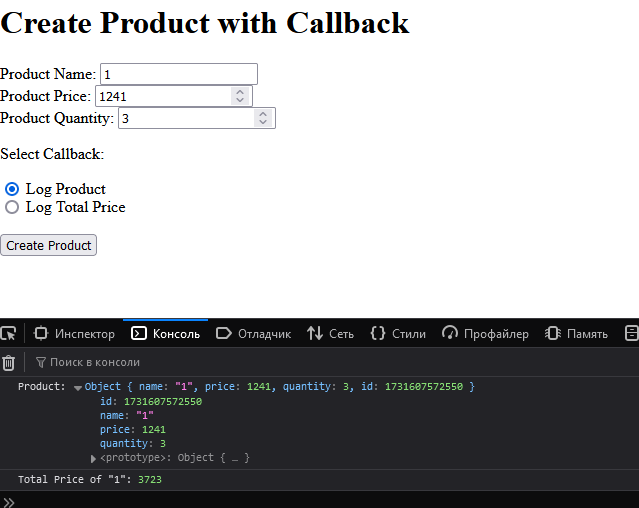 Create Product with Callback
Product Name: 1
Product Price: 1241
Product Quantity: 3
Select Callback:
Log Product
Log Total Price
Create Product
Инспектор Консоль Отладчик Сеть Стили Профайлер Память
Поиск в консоли
Product: Object { name: "1", price: 1241, quantity: 3, id: 1731607572550 }
id: 1731607572550
name: "1"
price: 1241
quantity: 3
<prototype>: Object { … }
Total Price of "1": 3723